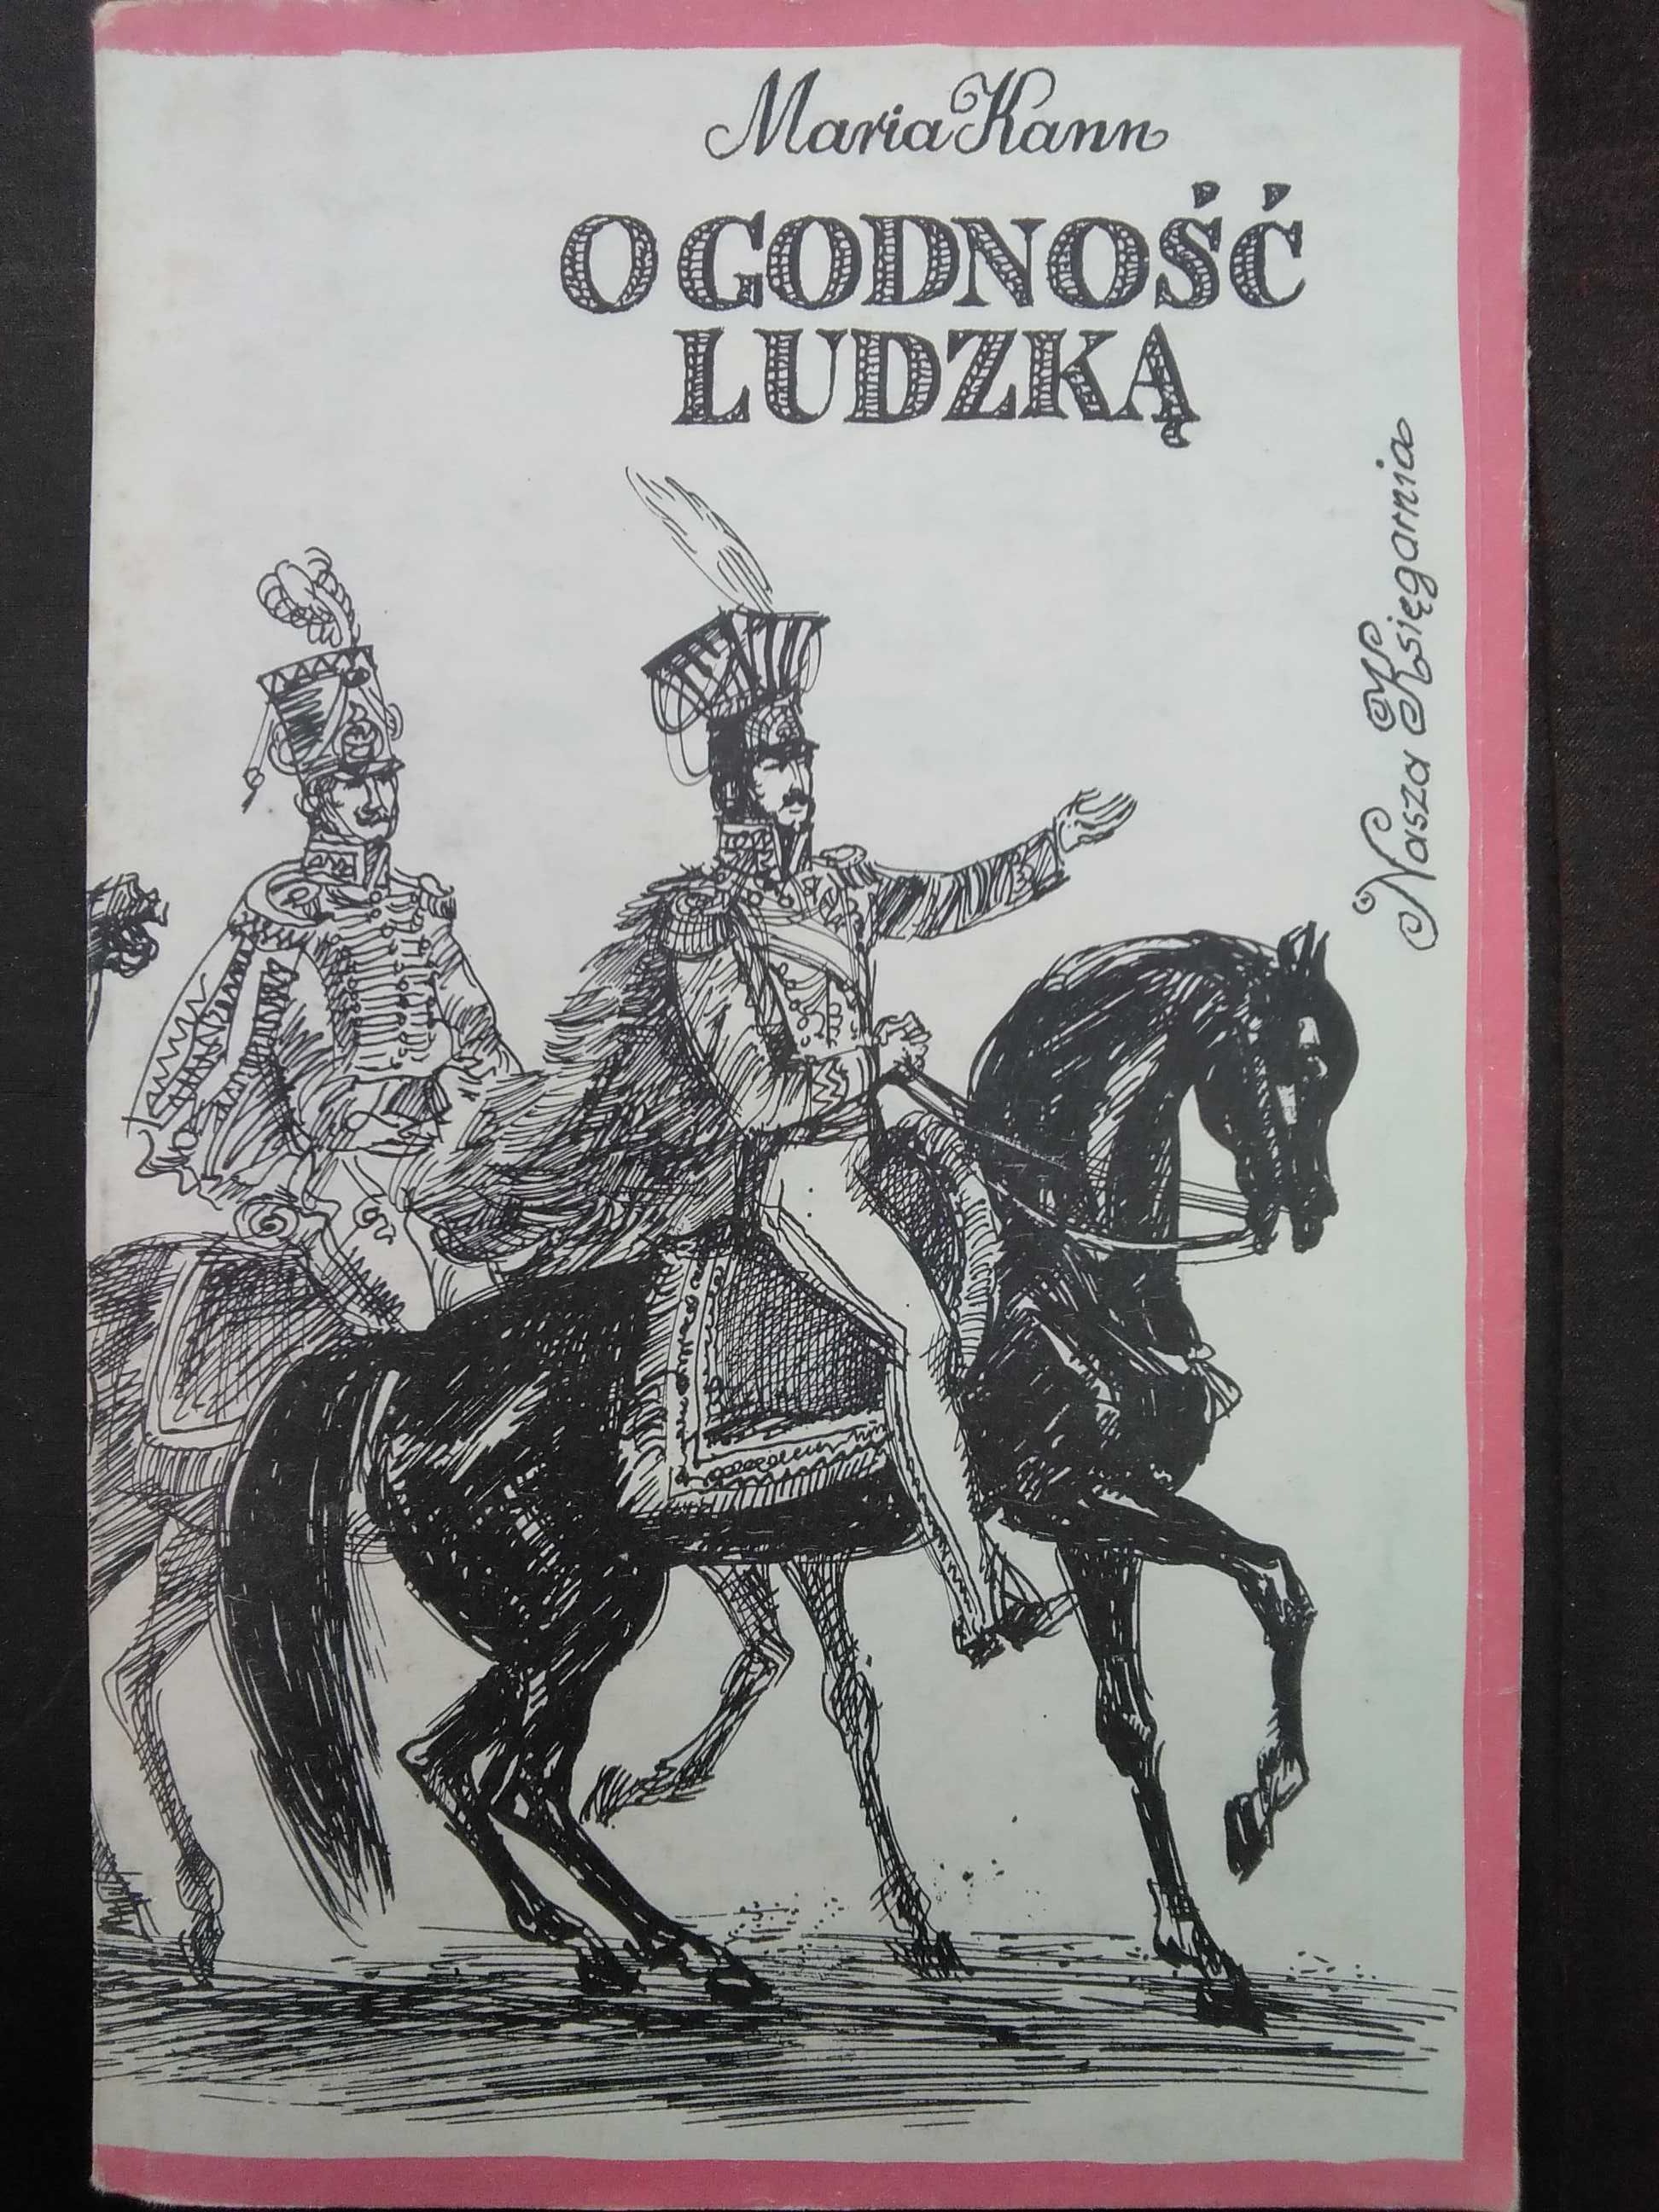 Maria Kann
O GODNOŚĆ
LUDZKĄ
Nasza Księgarnia